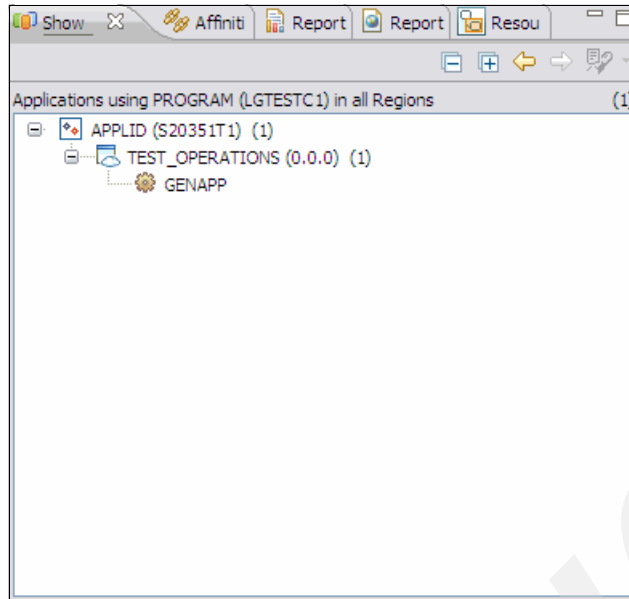 Show Affiniti Report Report Resou
Applications using PROGRAM (LGTESTC1) in all Regions (1)
APPLID (S20351T1) (1)
TEST_OPERATIONS (0.0.0) (1)
GENAPP